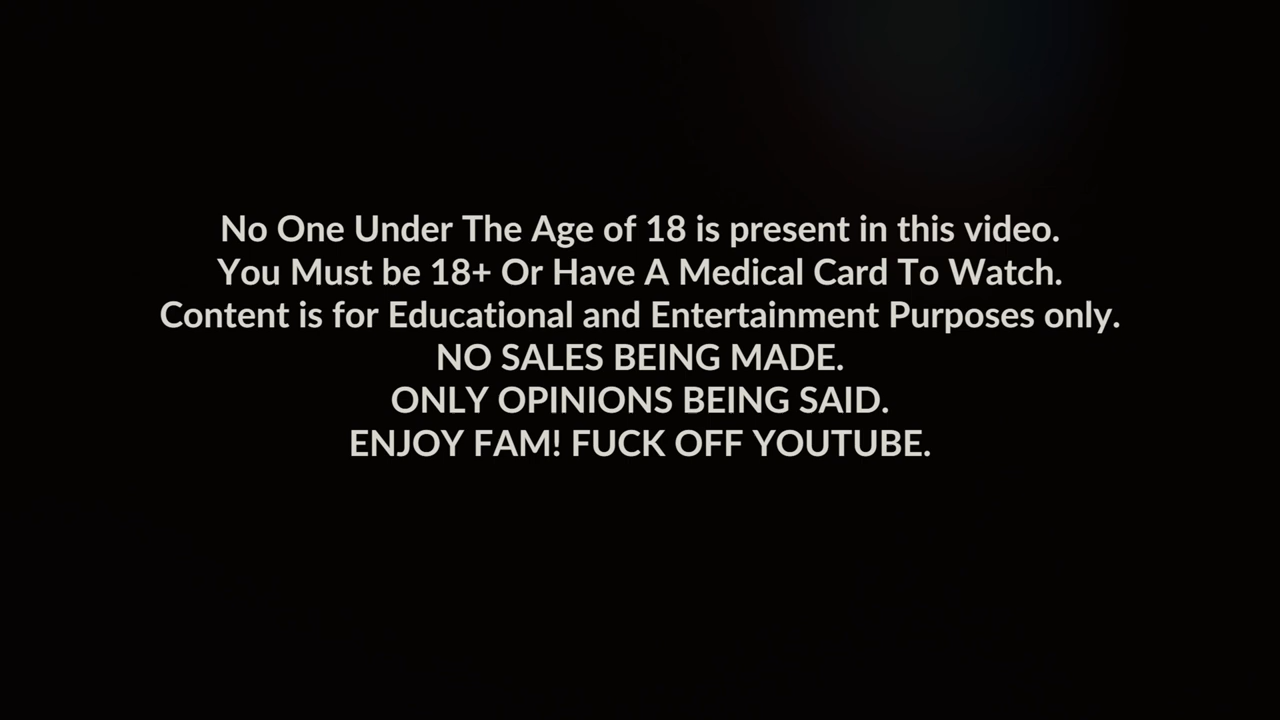 No One Under The Age of 18 is present in this video.
You Must be 18+ Or Have A Medical Card To Watch.
Content is for Educational and Entertainment Purposes only.
NO SALES BEING MADE.
ONLY OPINIONS BEING SAID.
ENJOY FAM! FUCK OFF YOUTUBE.